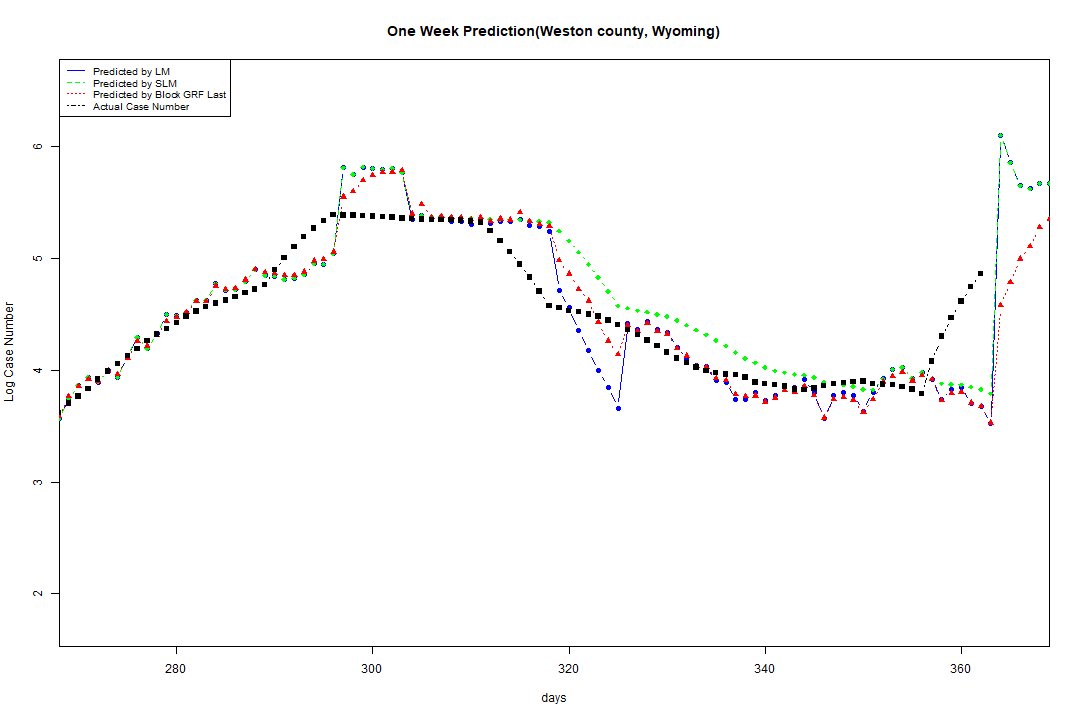 One Week Prediction(Weston county, Wyoming)
Predicted by LM
Predicted by SLM
Predicted by Block GRF Last
Actual Case Number
Log Case Number
6
5
4
3
2
280 300 320 340 360
days